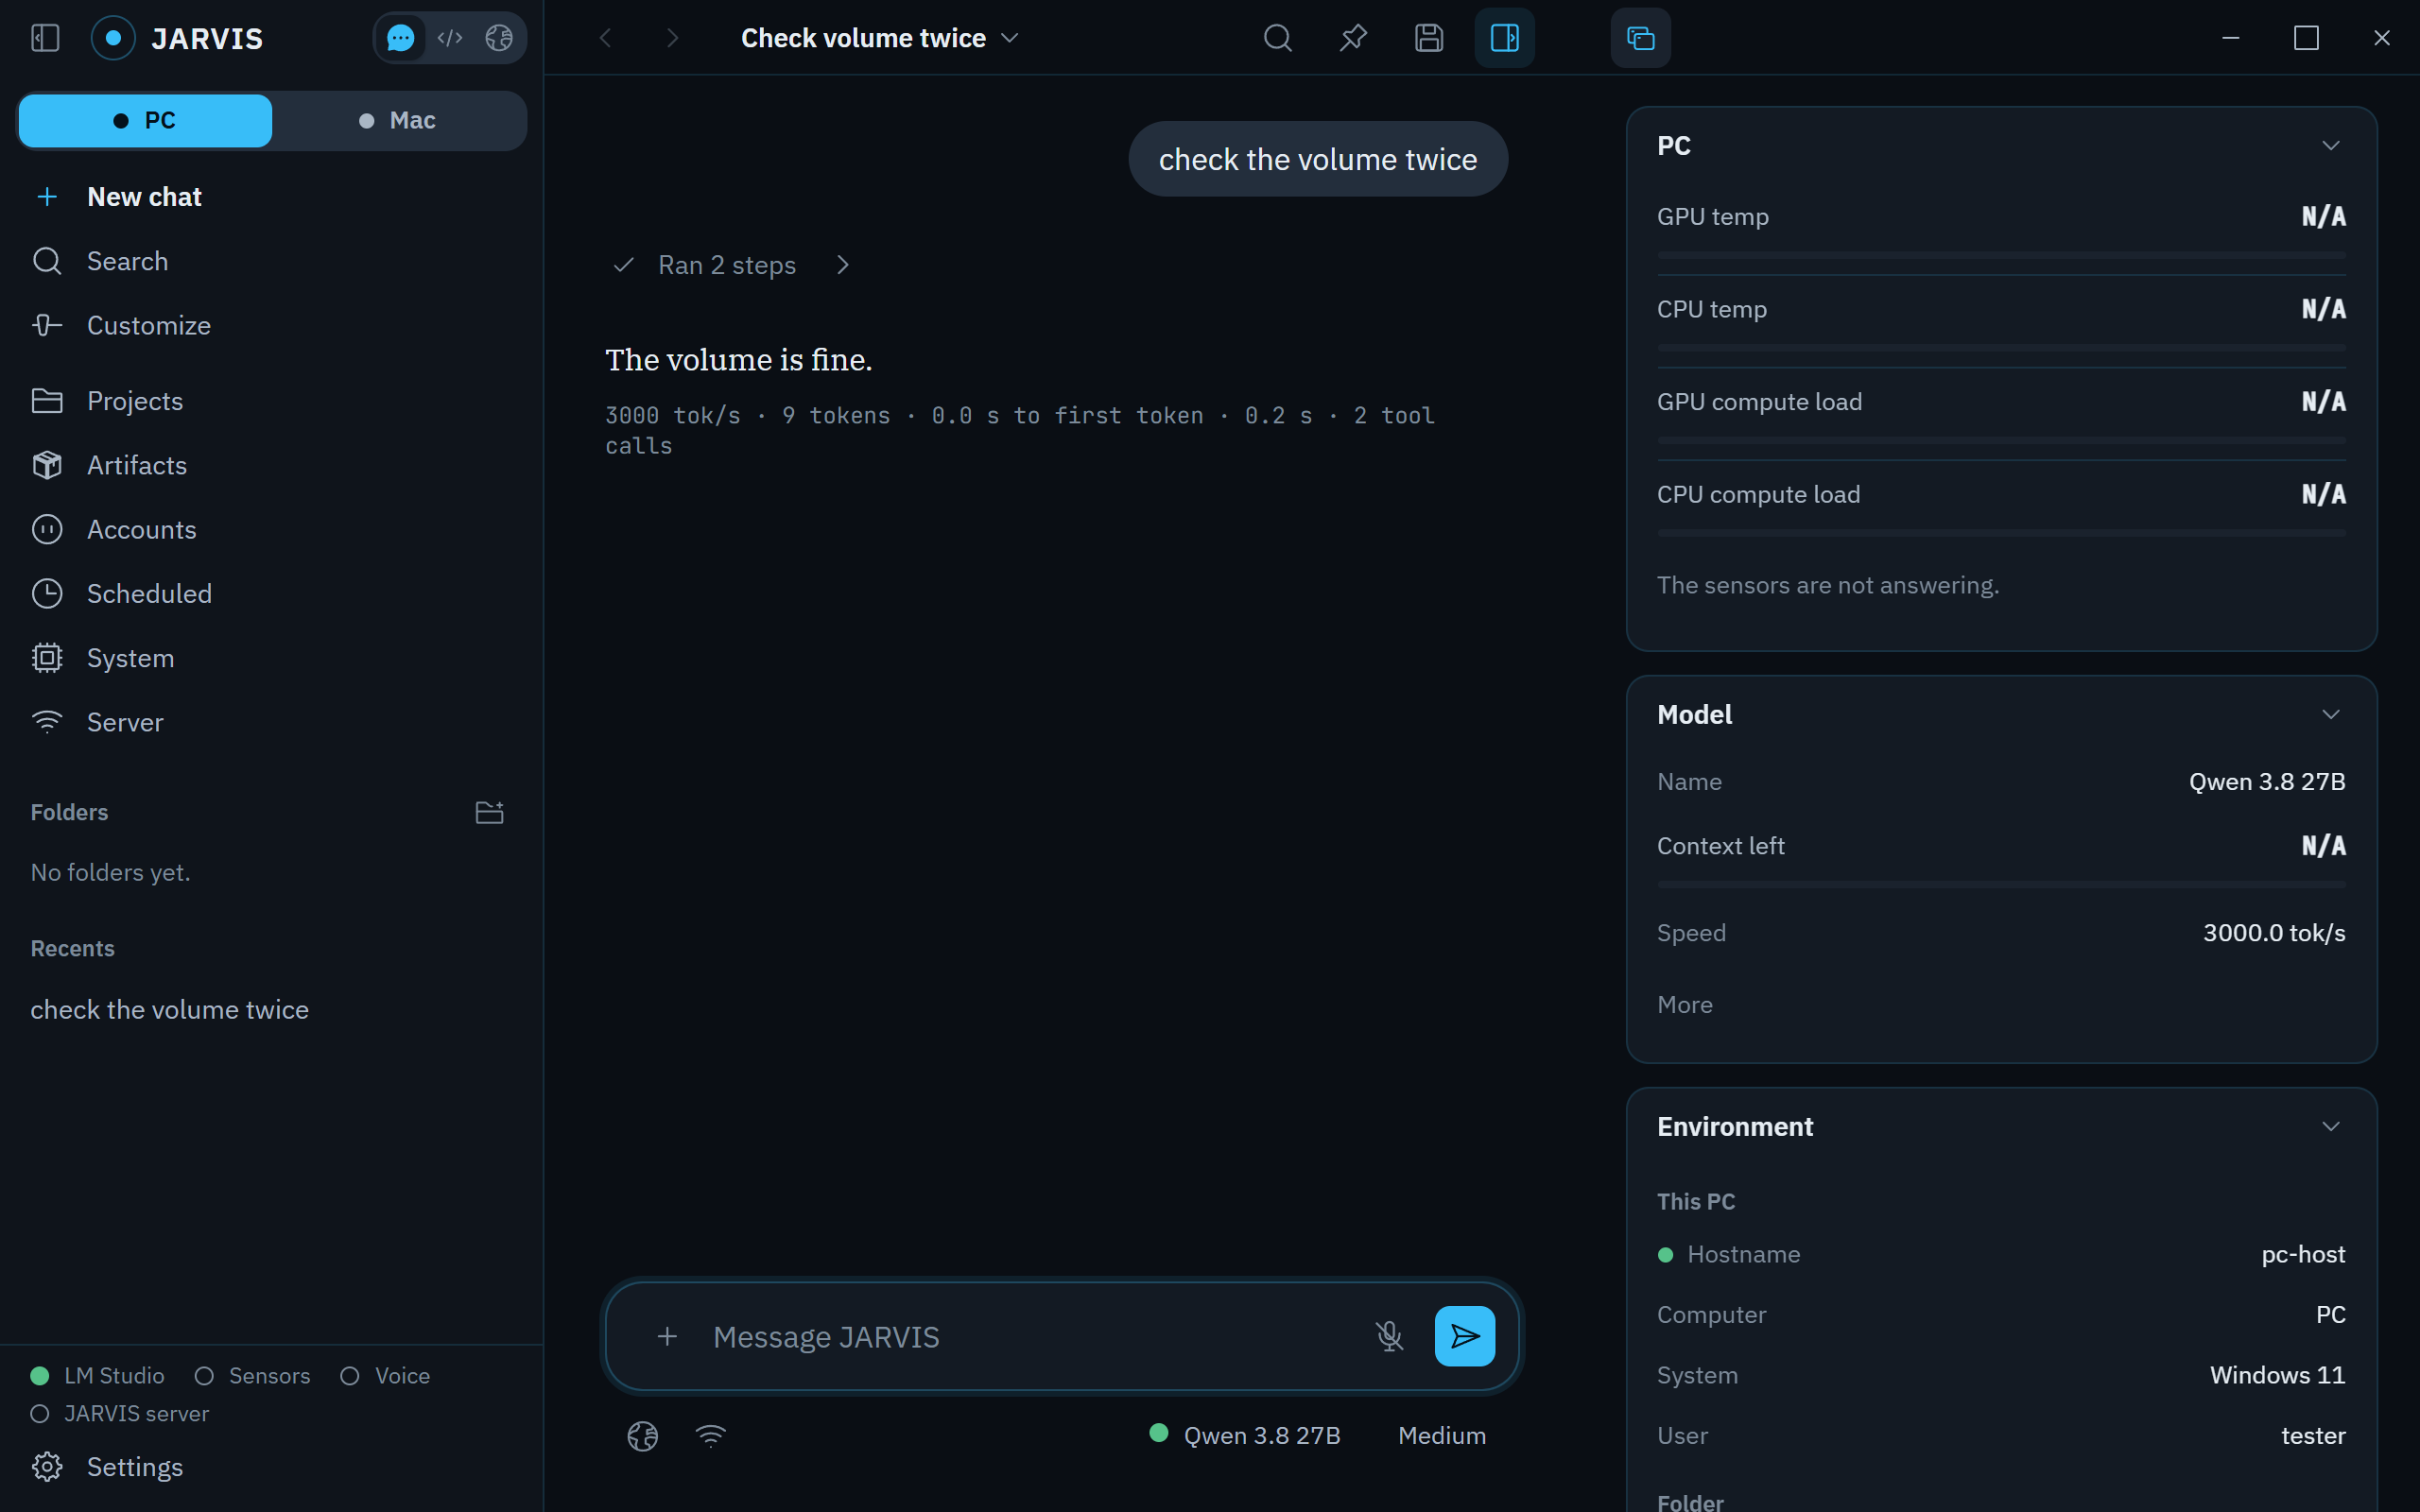 JARVIS
PC
Mac
New chat
Search
Customize
Projects
Artifacts
Accounts
Scheduled
System
Server
Folders
No folders yet.
Recents
check the volume twice
LM Studio
Sensors
Voice
JARVIS server
Settings
Check volume twice
check the volume twice
Ran 2 steps
The volume is fine.
3000 tok/s · 9 tokens · 0.0 s to first token · 0.2 s · 2 tool
calls
Message JARVIS
Qwen 3.8 27B
Medium
PC
GPU temp N/A
CPU temp N/A
GPU compute load N/A
CPU compute load N/A
The sensors are not answering.
Model
Name Qwen 3.8 27B
Context left N/A
Speed 3000.0 tok/s
More
Environment
This PC
Hostname pc-host
Computer PC
System Windows 11
User tester
Folder